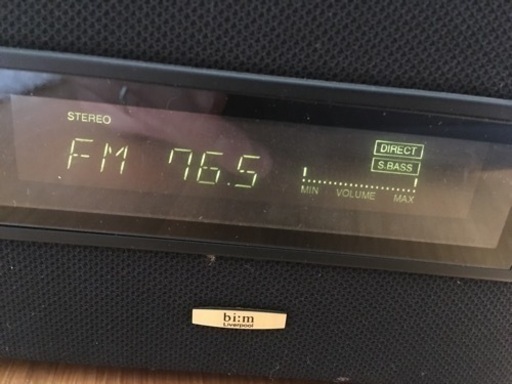 STEREO
FM 76.5
DIRECT
S.BASS
MIN VOLUME MAX
bi:m
Liverpool